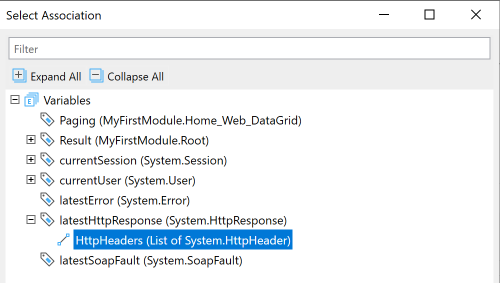 Select Association
Filter
Expand All Collapse All
Variables
Paging (MyFirstModule.Home_Web_DataGrid)
Result (MyFirstModule.Root)
currentSession (System.Session)
currentUser (System.User)
latestError (System.Error)
latestHttpResponse (System.HttpResponse)
HttpHeaders (List of System.HttpHeader)
latestSoapFault (System.SoapFault)